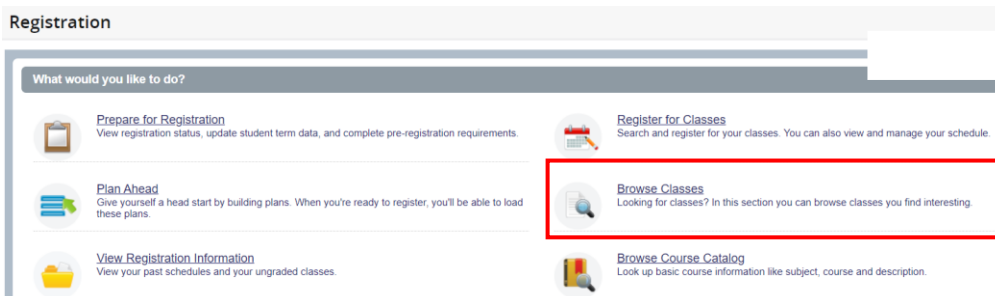 Registration
What would you like to do?
Prepare for Registration
View registration status, update student term data, and complete pre-registration requirements.
Register for Classes
Search and register for your classes. You can also view and manage your schedule.
Plan Ahead
Give yourself a head start by building plans. When you're ready to register, you'll be able to load
these plans.
Browse Classes
Looking for classes? In this section you can browse classes you find interesting.
View Registration Information
View your past schedules and your ungraded classes.
Browse Course Catalog
Look up basic course information like subject, course and description.